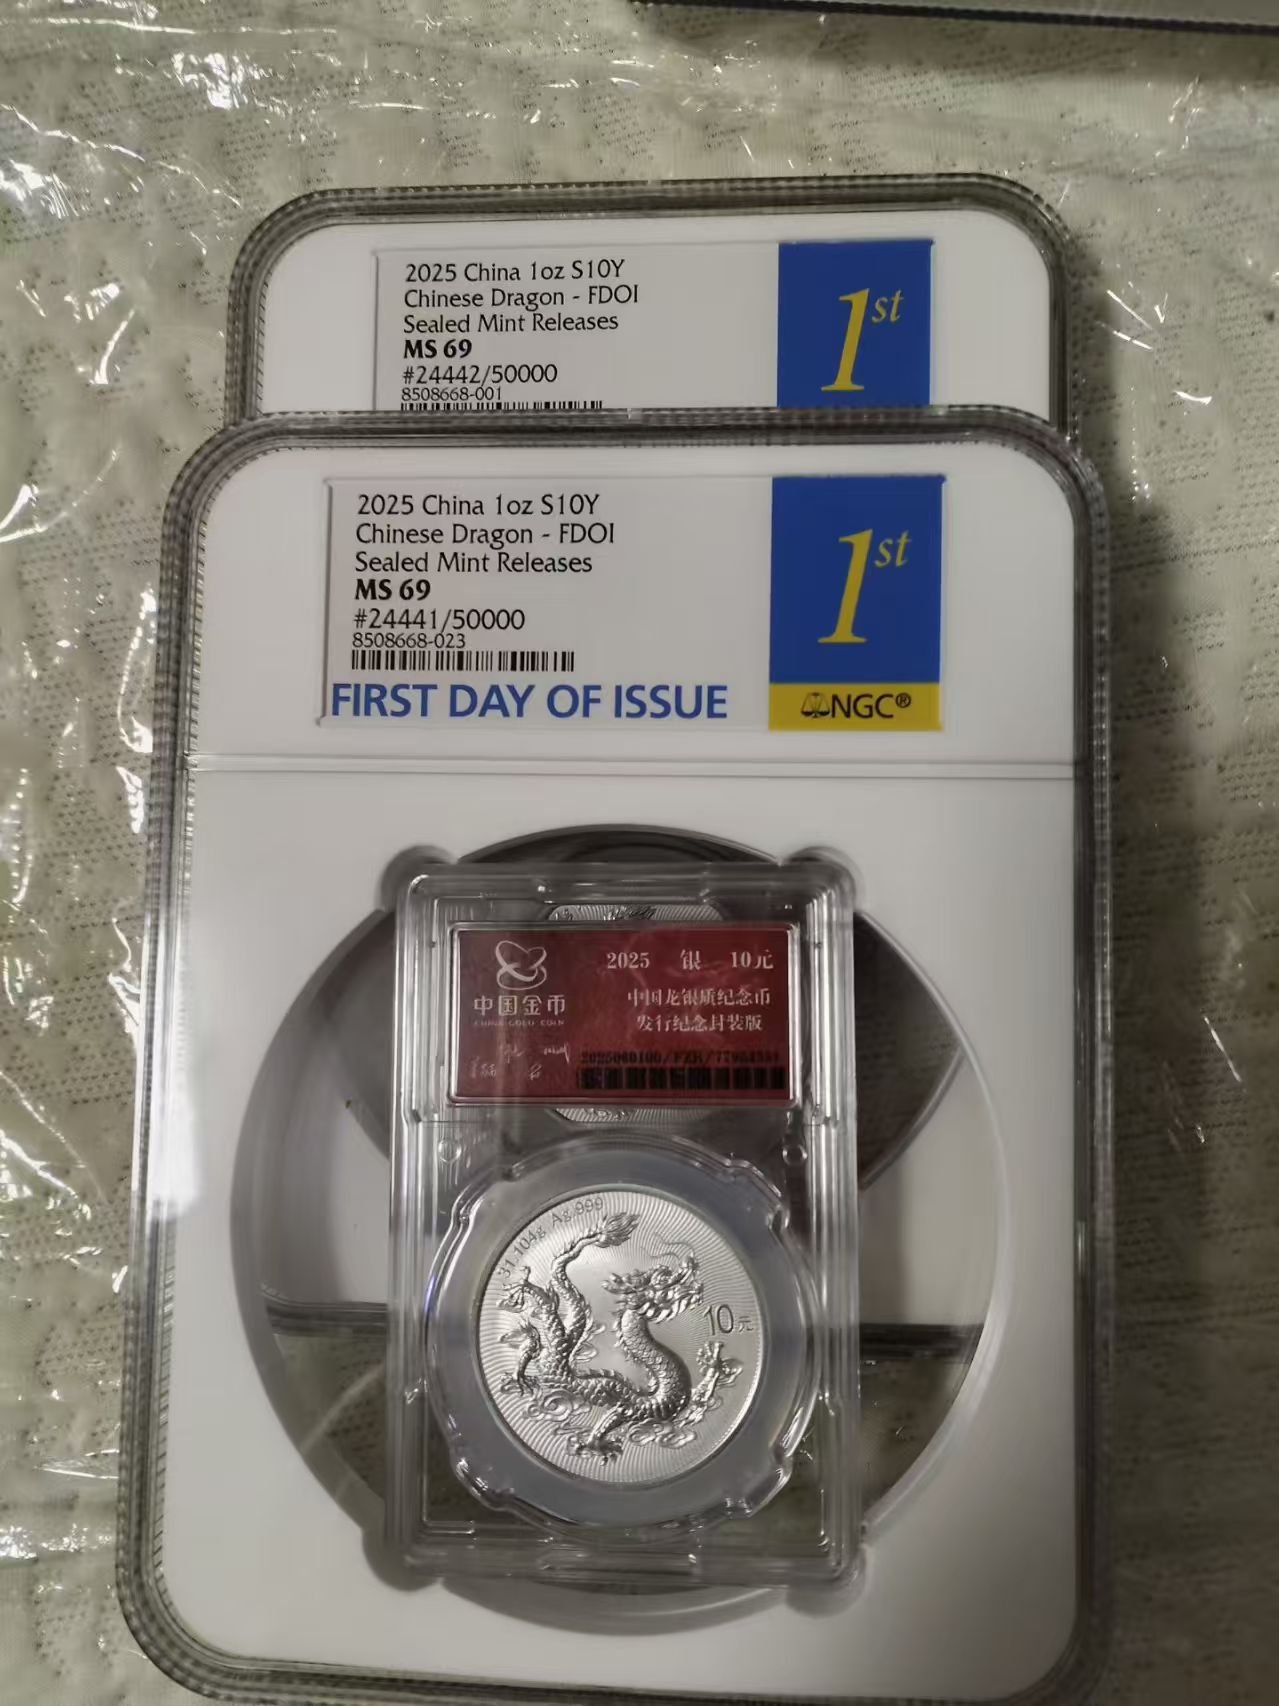 2025 China 1oz S10Y
Chinese Dragon - FDOI
Sealed Mint Releases
MS 69
#24442/50000
8508668-001
1st
2025 China 1oz S10Y
Chinese Dragon - FDOI
Sealed Mint Releases
MS 69
#24441/50000
8508668-023
FIRST DAY OF ISSUE
1st
NGC®
中国金币
CHINA GOLD COIN
2025 银 10元
中国龙银质纪念币
发行纪念封装版
31.104g Ag.999
10元